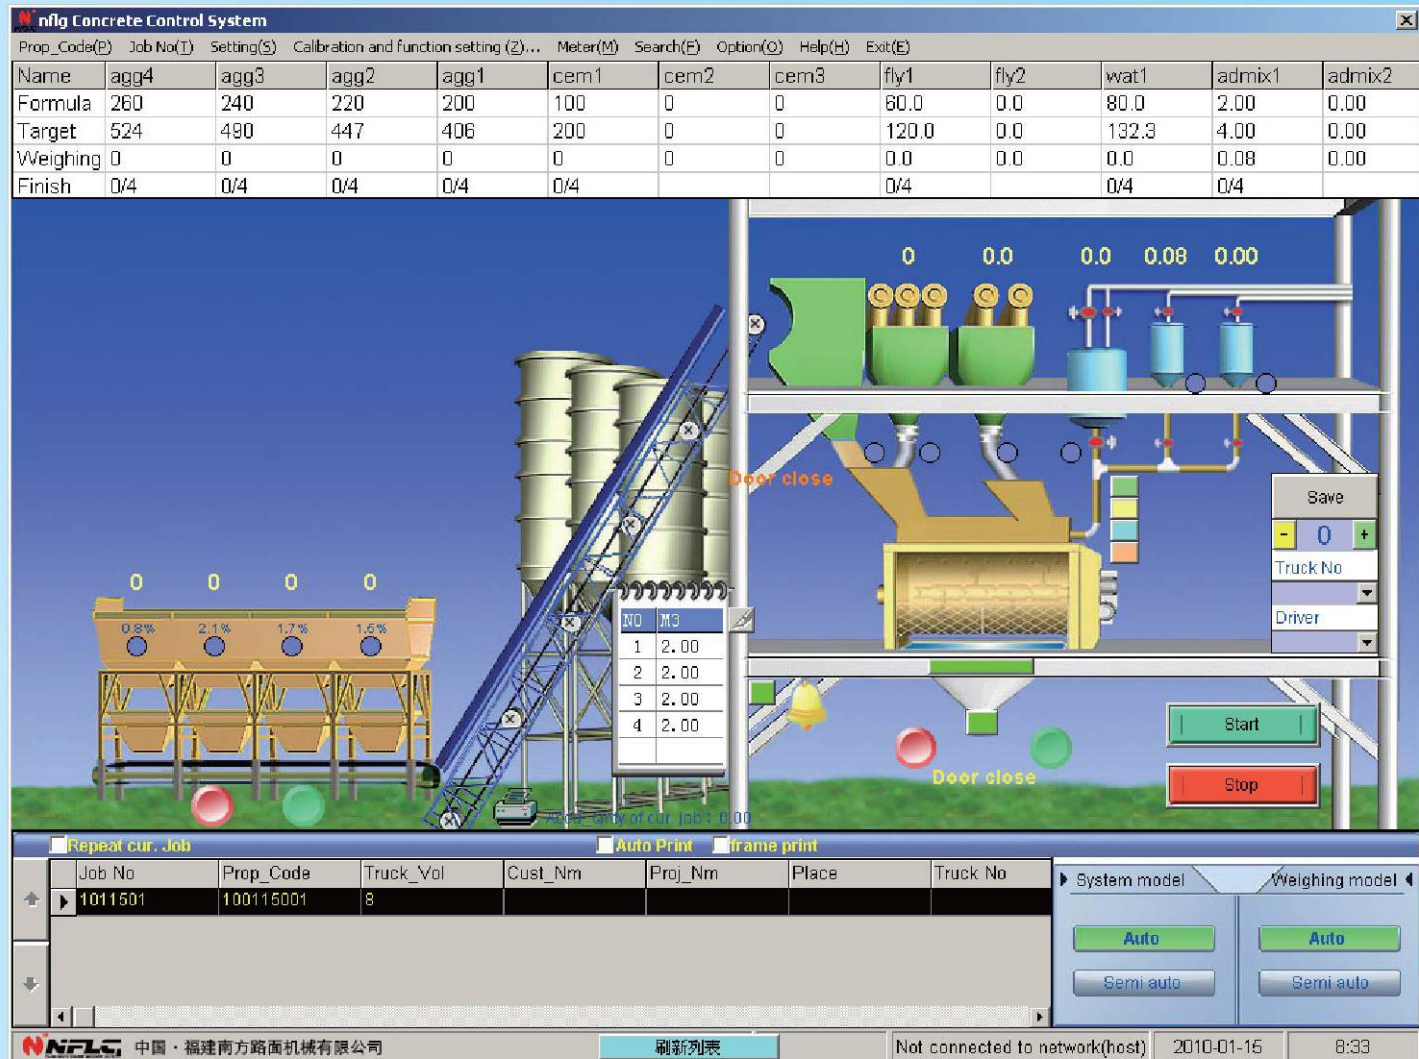 nflg Concrete Control System
Prop_Code(P) Job No(T) Setting(S) Calibration and function setting (Z)... Meter(M) Search(F) Option(O) Help(H) Exit(E)
Name agg4 agg3 agg2 agg1 cem1 cem2 cem3 fly1 fly2 wat1 admix1 admix2
Formula 260 240 220 200 100 0 0 60.0 0.0 80.0 2.00 0.00
Target 524 490 447 406 200 0 0 120.0 0.0 132.3 4.00 0.00
Weighing 0 0 0 0 0 0 0 0.0 0.0 0.0 0.08 0.00
Finish 0/4 0/4 0/4 0/4 0/4 0/4 0/4 0/4
0 0.0 0.0 0.08 0.00
Door close
Save
- 0 +
Truck No
Driver
0 0 0 0
0.8% 2.1% 1.7% 1.6%
NO M3
1 2.00
2 2.00
3 2.00
4 2.00
Start
Door close
Stop
of cur. job : 0.00
Repeat cur. Job Auto Print frame print
Job No Prop_Code Truck_Vol Cust_Nm Proj_Nm Place Truck No
1011501 100115001 8
System model Weighing model
Auto Auto
Semi auto Semi auto
NFLG 中国·福建南方路面机械有限公司 刷新列表 Not connected to network(host) 2010-01-15 8:33